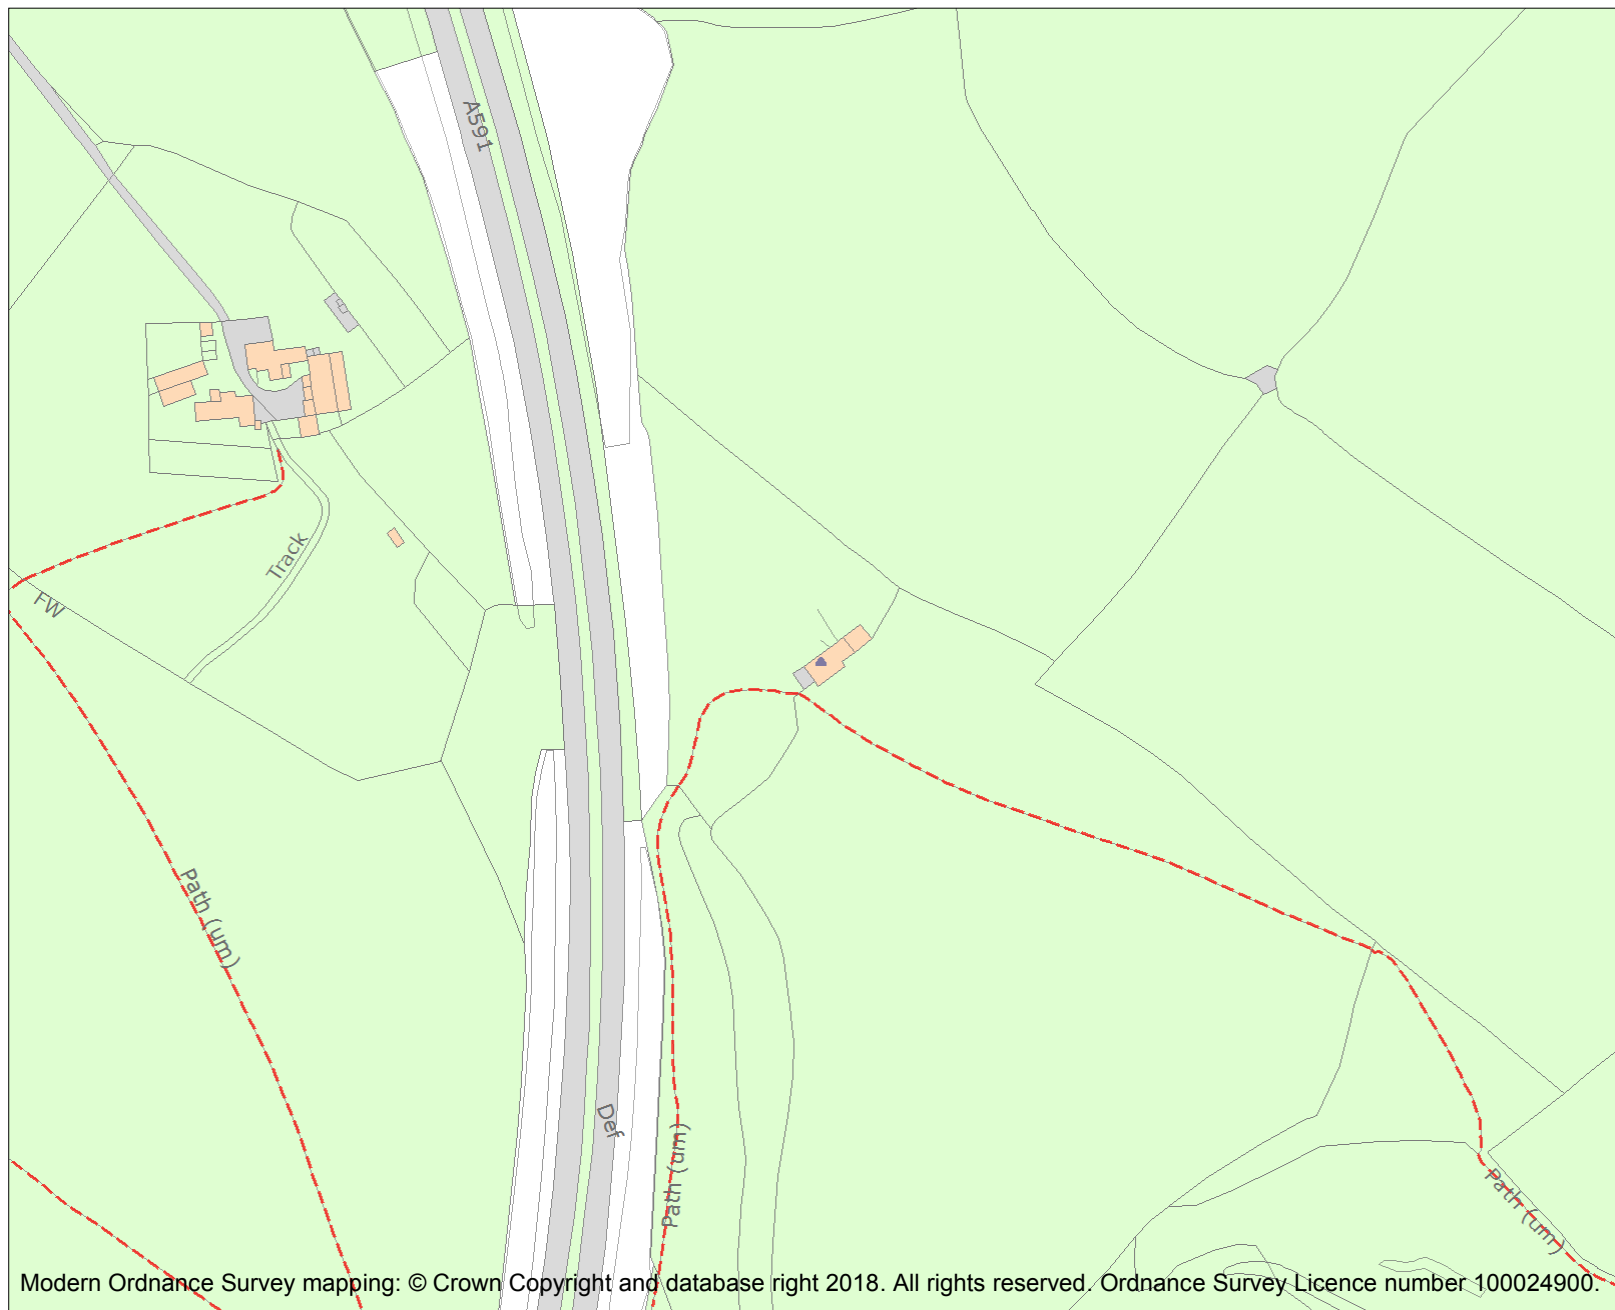 A591
Track
FW
Path (um)
Def
Path (um)
Path (um)
Modern Ordnance Survey mapping: © Crown Copyright and database right 2018. All rights reserved. Ordnance Survey Licence number 100024900.